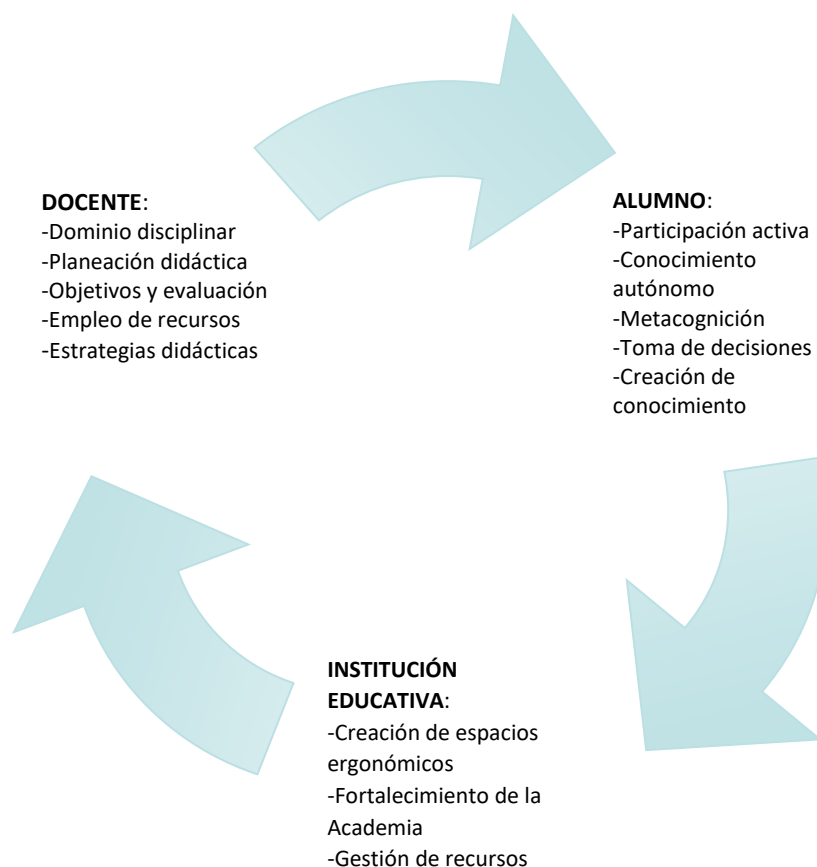 DOCENTE:
-Dominio disciplinar
-Planeación didáctica
-Objetivos y evaluación
-Empleo de recursos
-Estrategias didácticas
ALUMNO:
-Participación activa
-Conocimiento
autónomo
-Metacognición
-Toma de decisiones
-Creación de
conocimiento
INSTITUCIÓN
EDUCATIVA:
-Creación de espacios
ergonómicos
-Fortalecimiento de la
Academia
-Gestión de recursos